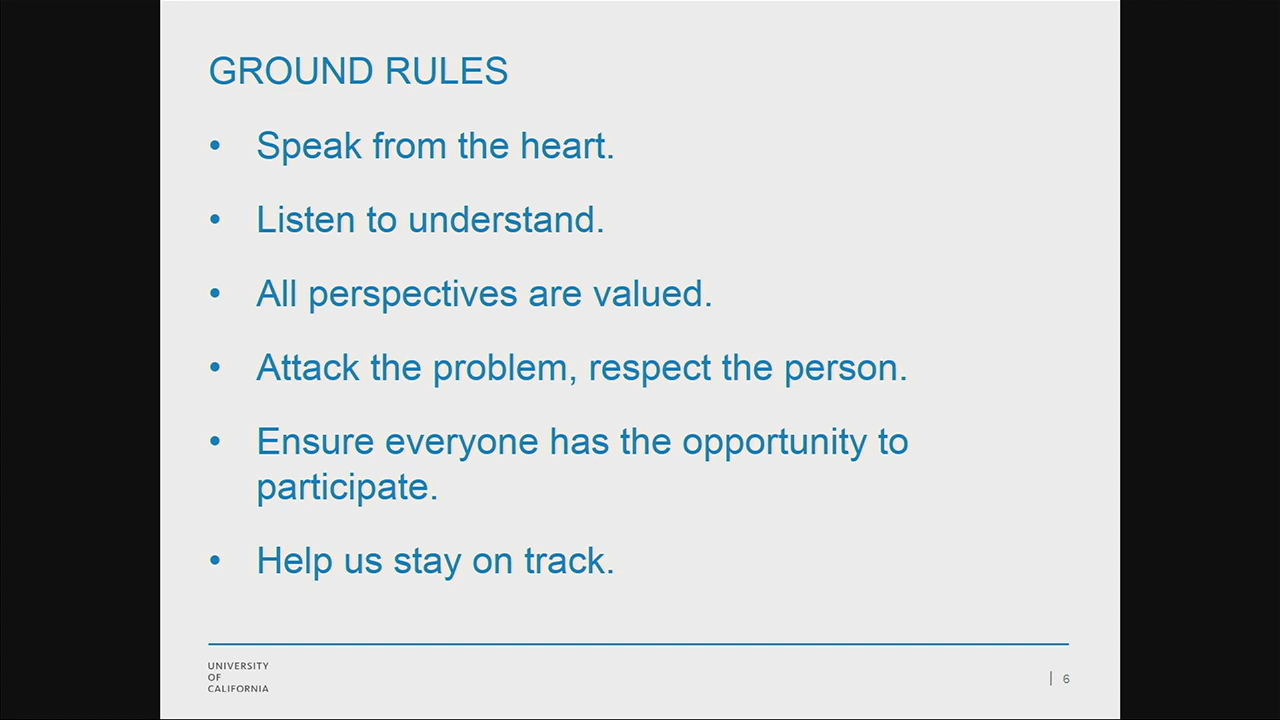 GROUND RULES
• Speak from the heart.
• Listen to understand.
• All perspectives are valued.
• Attack the problem, respect the person.
• Ensure everyone has the opportunity to
participate.
• Help us stay on track.
UNIVERSITY
OF
CALIFORNIA
| 6